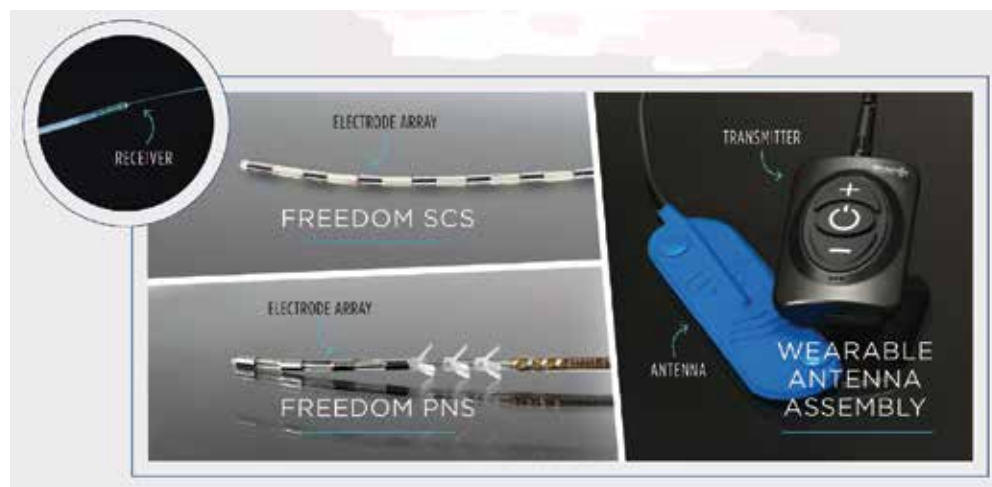 RECEIVER
ELECTRODE ARRAY
FREEDOM SCS
ELECTRODE ARRAY
FREEDOM PNS
TRANSMITTER
ANTENNA
WEARABLE
ANTENNA
ASSEMBLY